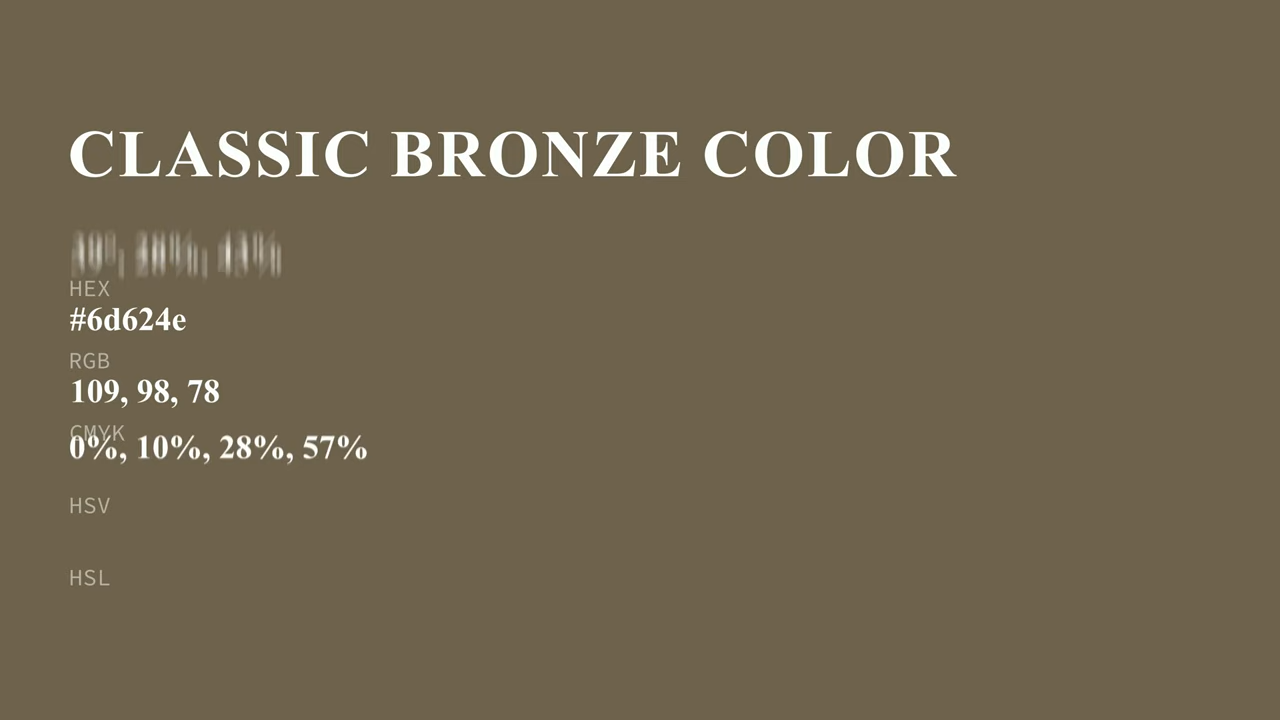 CLASSIC BRONZE COLOR
HEX
#6d624e
RGB
109, 98, 78
CMYK
0%, 10%, 28%, 57%
HSV
HSL